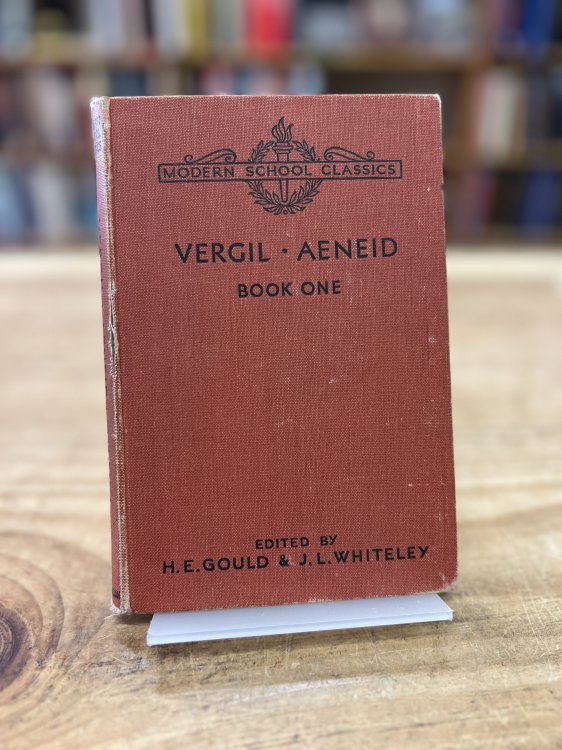 MODERN SCHOOL CLASSICS
VERGIL · AENEID
BOOK ONE
EDITED BY
H.E.GOULD & J.L.WHITELEY